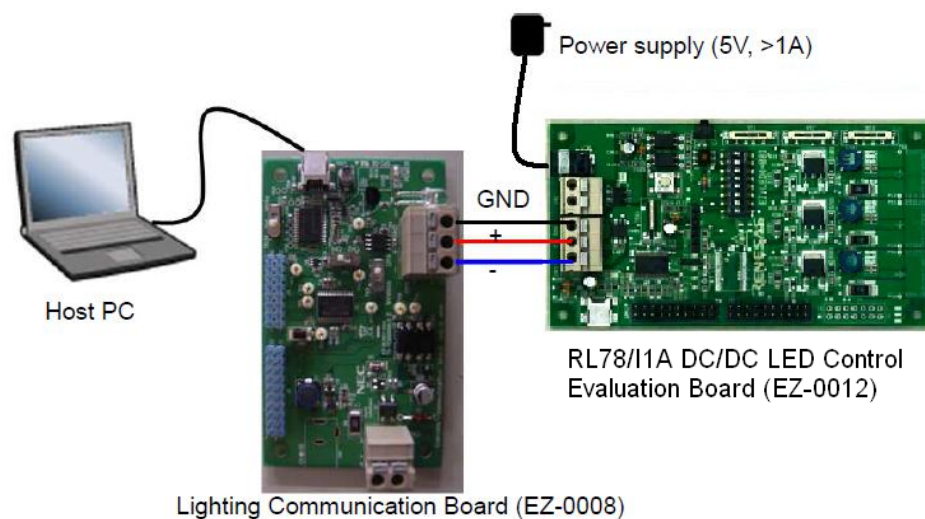 Power supply (5V, >1A)
GND
+
-
Host PC
RL78/I1A DC/DC LED Control
Evaluation Board (EZ-0012)
NEC
Lighting Communication Board (EZ-0008)